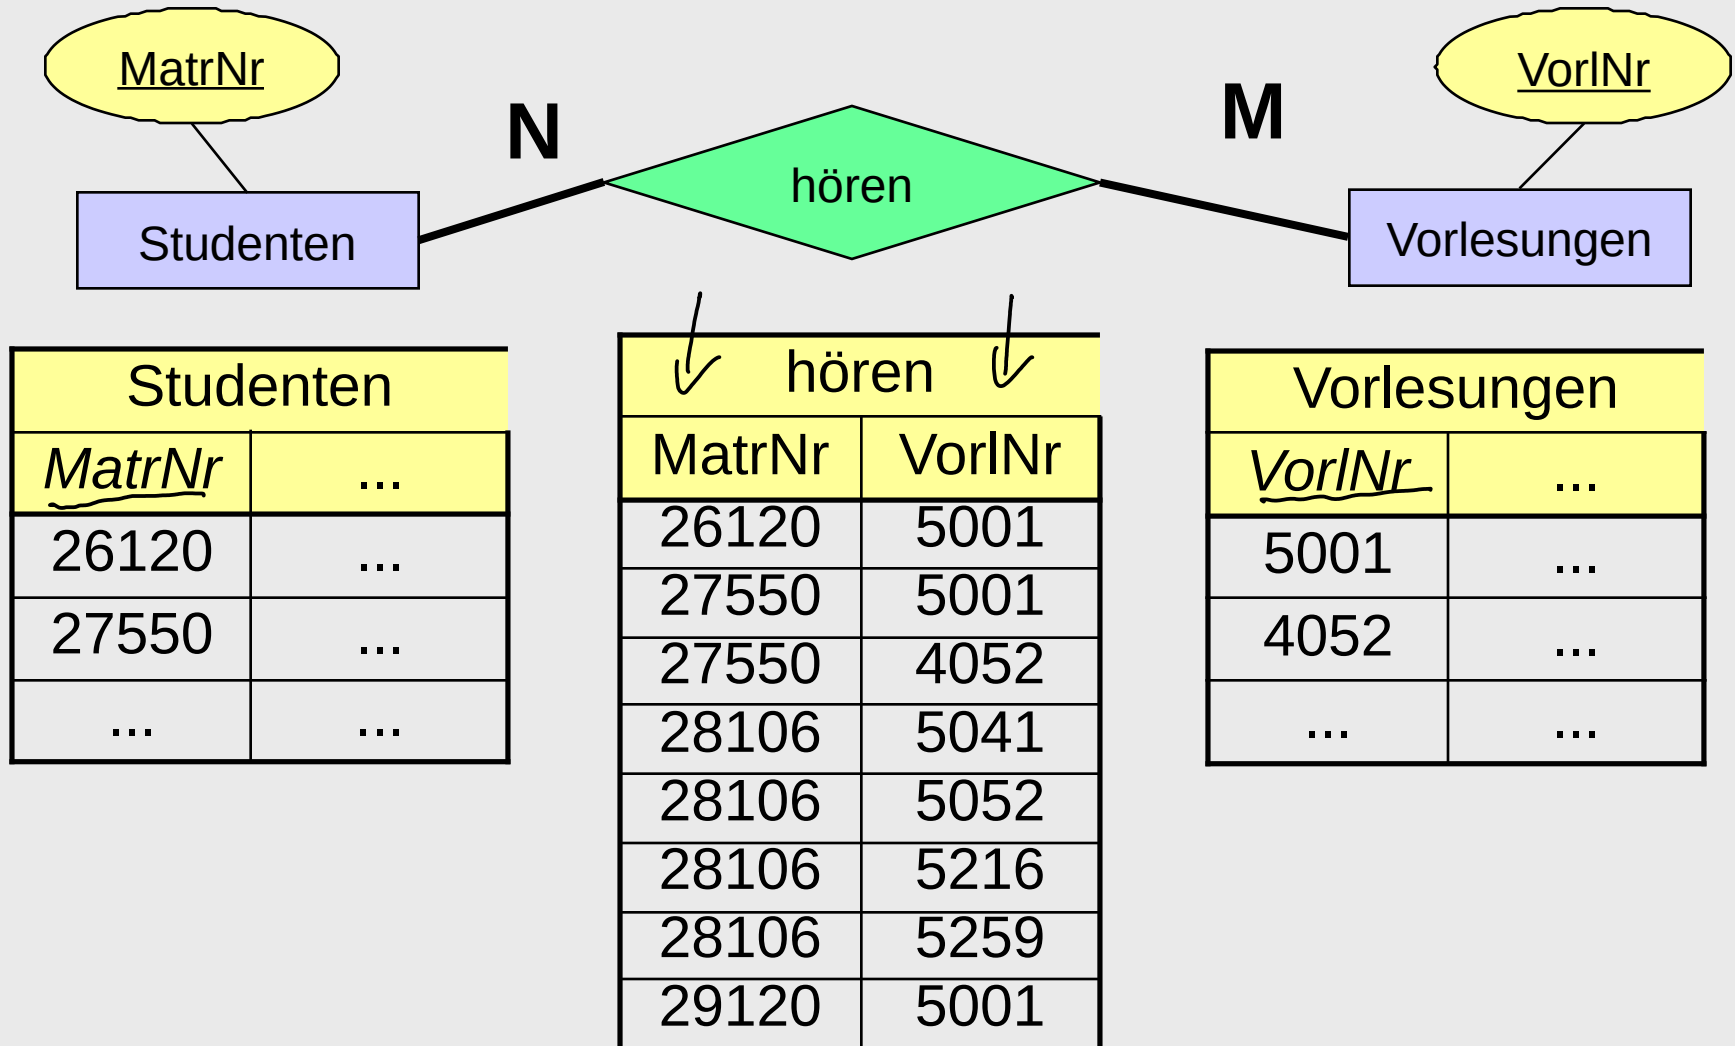 MatrNr
N
M
VorlNr
hören
Studenten
Vorlesungen
Studenten
MatrNr ...
26120 ...
27550 ...
... ...
hören
MatrNr VorlNr
26120 5001
27550 5001
27550 4052
28106 5041
28106 5052
28106 5216
28106 5259
29120 5001
Vorlesungen
VorlNr ...
5001 ...
4052 ...
... ...